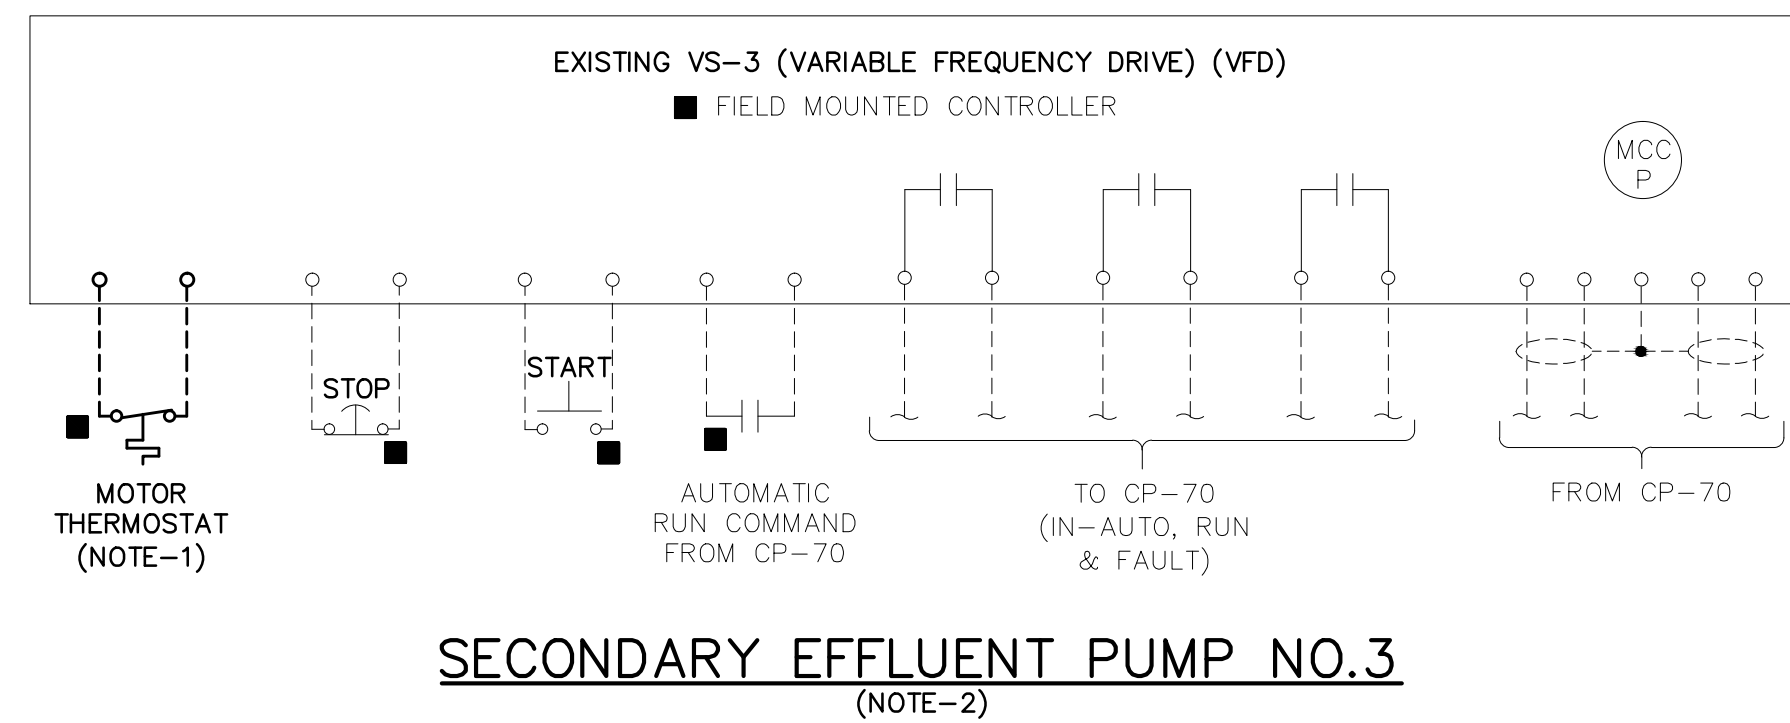 EXISTING VS-3 (VARIABLE FREQUENCY DRIVE) (VFD)
FIELD MOUNTED CONTROLLER
MCC
P
STOP
START
MOTOR
THERMOSTAT
(NOTE-1)
AUTOMATIC
RUN COMMAND
FROM CP-70
TO CP-70
(IN-AUTO, RUN
& FAULT)
FROM CP-70
SECONDARY EFFLUENT PUMP NO.3
(NOTE-2)